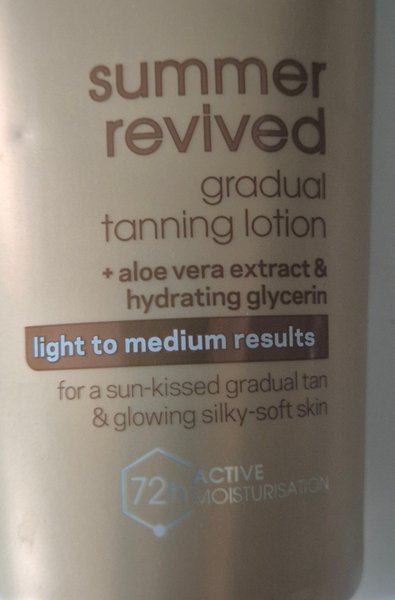 summer
revived
gradual
tanning lotion
+ aloe vera extract &
hydrating glycerin
light to medium results
for a sun-kissed gradual tan
& glowing silky-soft skin
72h ACTIVE
MOISTURISATION